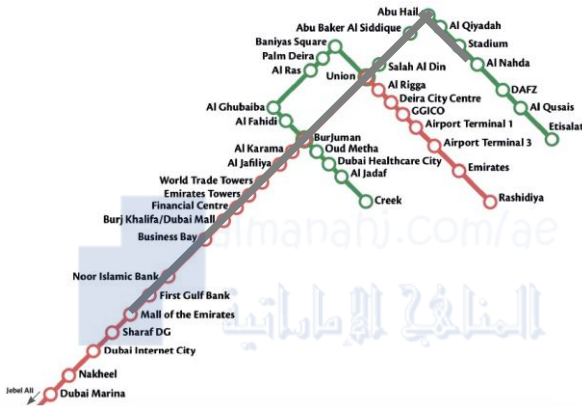 Abu Hail
Al Qiyadah
Abu Baker Al Siddique
Stadium
Baniyas Square
Palm Deira
Al Nahda
Salah Al Din
Al Ras
Union
DAFZ
Al Rigga
Deira City Centre
Al Qusais
Al Ghubaiba
GGICO
Al Fahidi
Airport Terminal 1
Etisalat
BurJuman
Airport Terminal 3
Al Karama
Oud Metha
Al Jafiliya
Dubai Healthcare City
Emirates
Al Jadaf
World Trade Towers
Emirates Towers
Creek
Rashidiya
Financial Centre
Burj Khalifa/Dubai Mall
almanahj.com/ae
Business Bay
Noor Islamic Bank
First Gulf Bank
المناهج الإماراتية
Mall of the Emirates
Sharaf DG
Dubai Internet City
Nakheel
Jebel Ali
Dubai Marina